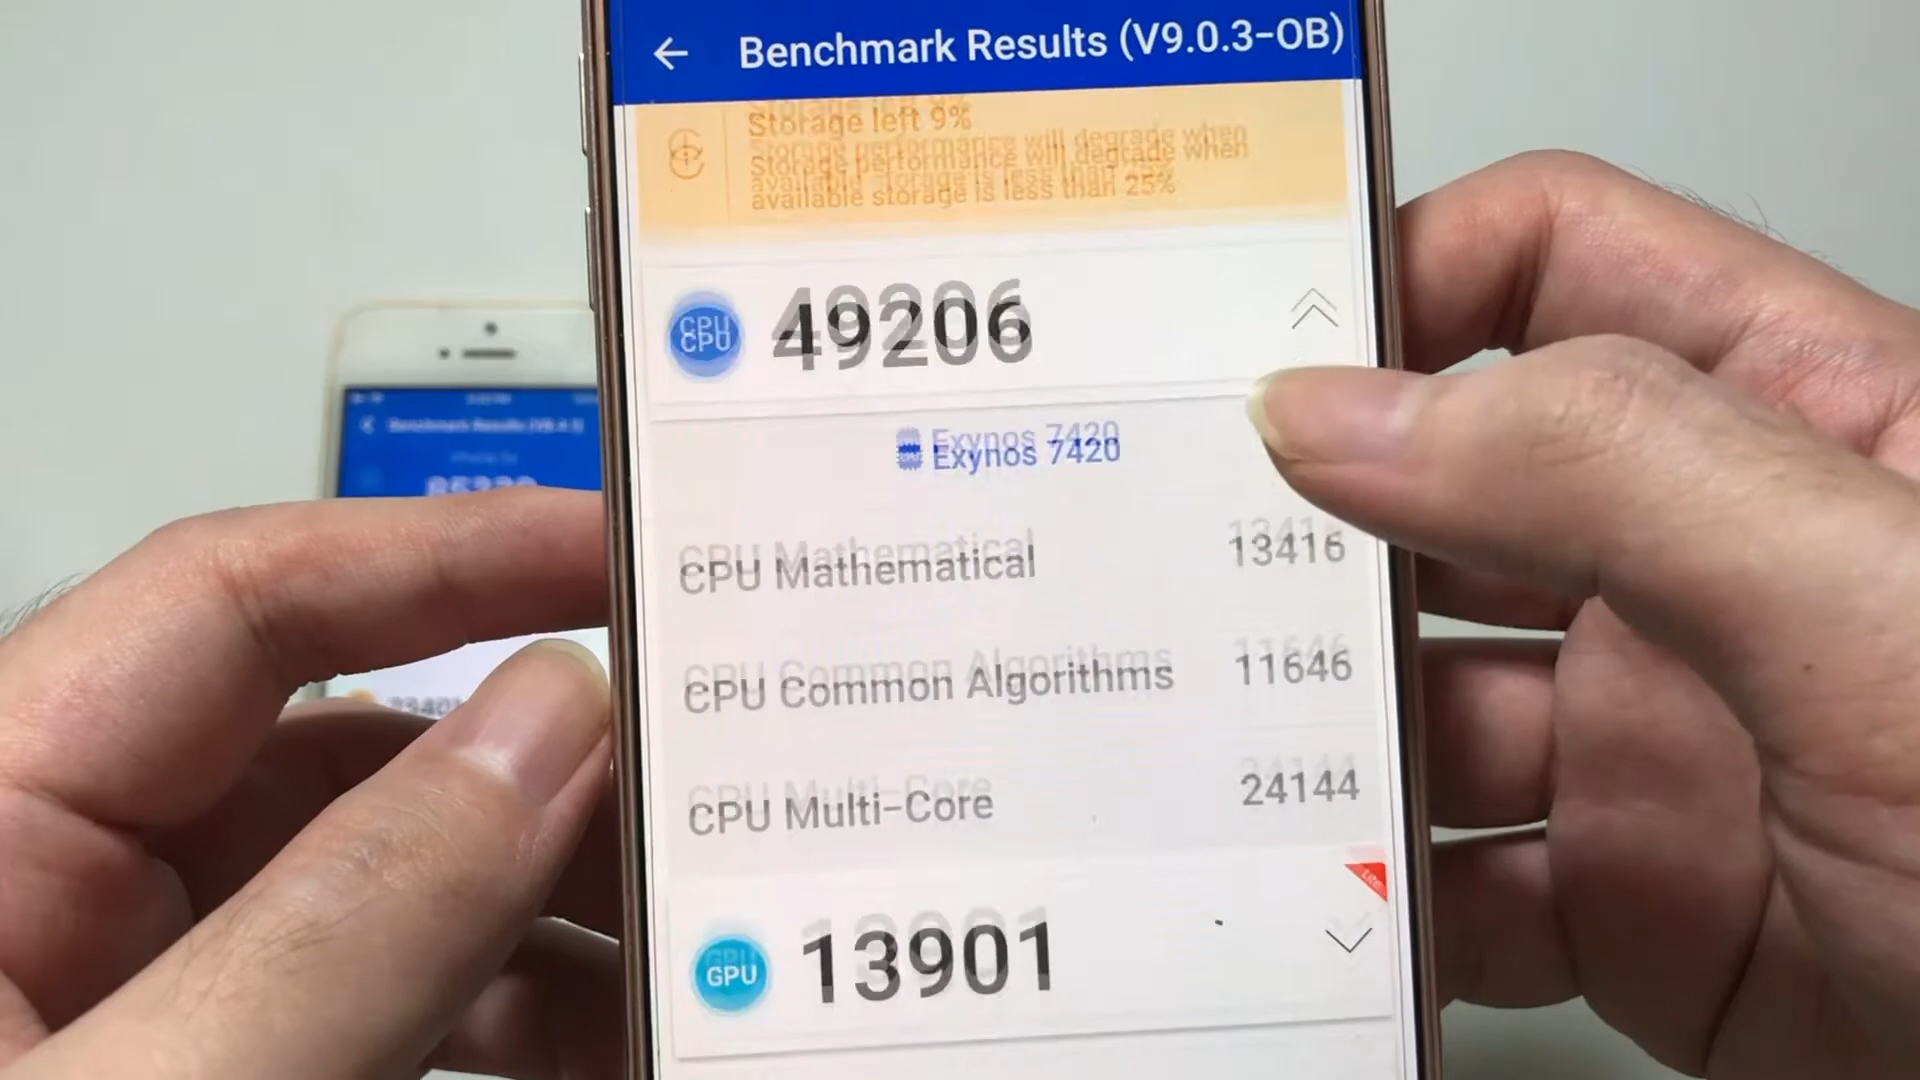 Benchmark Results (V9.0.3-OB)
Storage left 9%
Storage performance will degrade when
available storage is less than 25%
CPU 49206
Exynos 7420
CPU Mathematical 13416
CPU Common Algorithms 11646
CPU Multi-Core 24144
Lite
GPU 13901